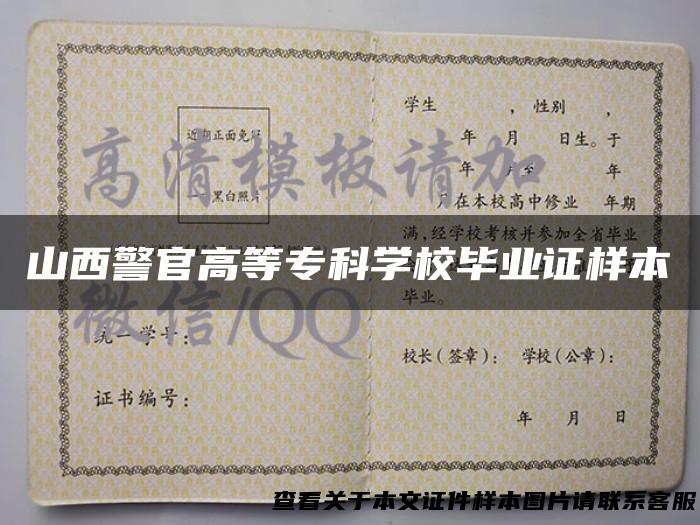 学生　　　，性别　　，
近期正面免冠
年　月　日生。于
高清模板请加
年　月至　　年
黑白照片
月在本校高中修业　年期
满，经学校考核并参加全省毕业
山西警官高等专科学校毕业证样本
毕业。
微信/QQ
统一学号：
校长（签章）：　学校（公章）：
证书编号：
年　月　日
查看关于本文证件样本图片请联系客服